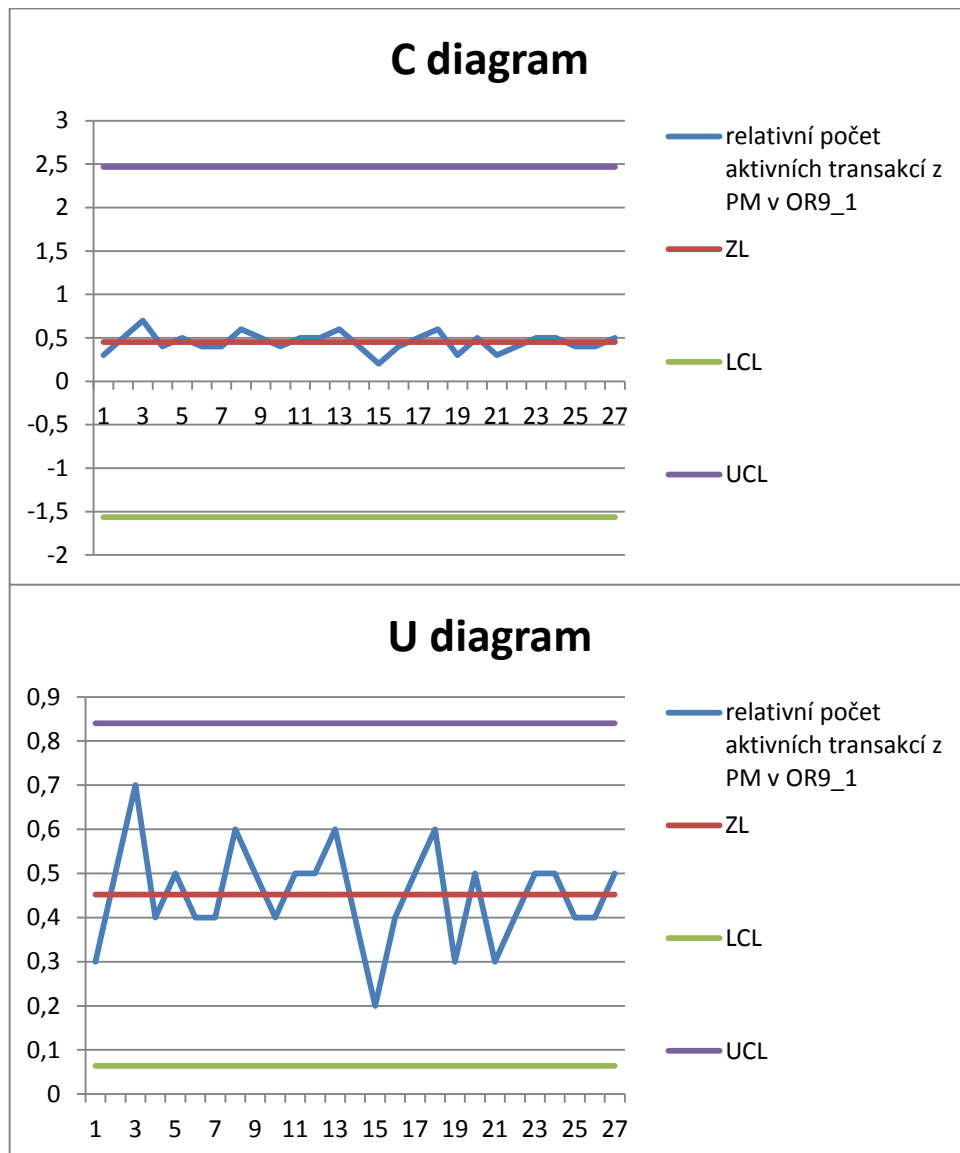 C diagram
3
2,5
2
1,5
1
0,5
0
-0,5
-1
-1,5
-2
1 3 5 7 9 11 13 15 17 19 21 23 25 27
relativní počet
aktivních transakcí z
PM v OR9_1
ZL
LCL
UCL
U diagram
0,9
0,8
0,7
0,6
0,5
0,4
0,3
0,2
0,1
0
1 3 5 7 9 11 13 15 17 19 21 23 25 27
relativní počet
aktivních transakcí z
PM v OR9_1
ZL
LCL
UCL